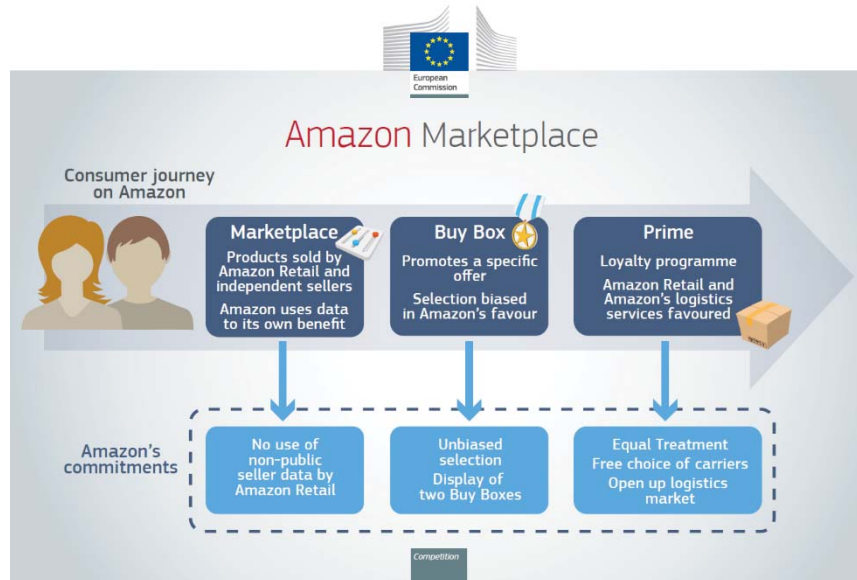 European
Commission
Amazon Marketplace
Consumer journey
on Amazon
Marketplace
Products sold by
Amazon Retail and
independent sellers
Amazon uses data
to its own benefit
Buy Box
Promotes a specific
offer
Selection biased
in Amazon's favour
Prime
Loyalty programme
Amazon Retail and
Amazon's logistics
services favoured
Amazon's
commitments
No use of
non-public
seller data by
Amazon Retail
Unbiased
selection
Display of
two Buy Boxes
Equal Treatment
Free choice of carriers
Open up logistics
market
Competition